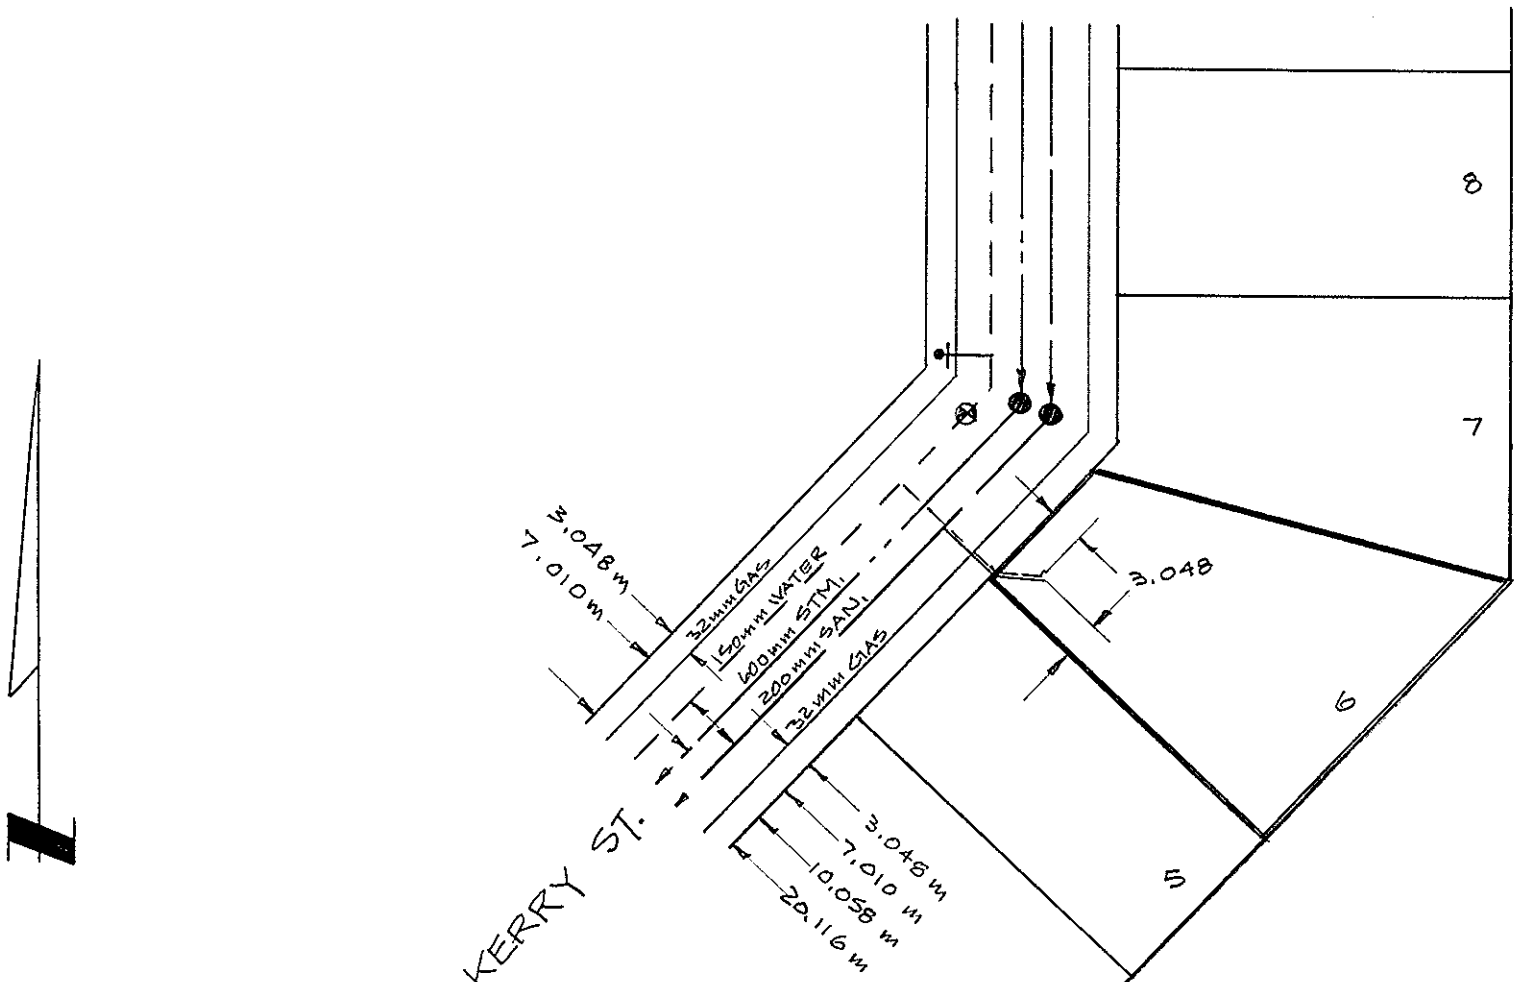 8
7
3.048 m
7.010 m
3.048
32mm GAS
150mm WATER
600mm STM.
200mm SAN.
32mm GAS
6
5
3.048 m
7.010 m
10.058 m
20.116 m
KERRY ST.